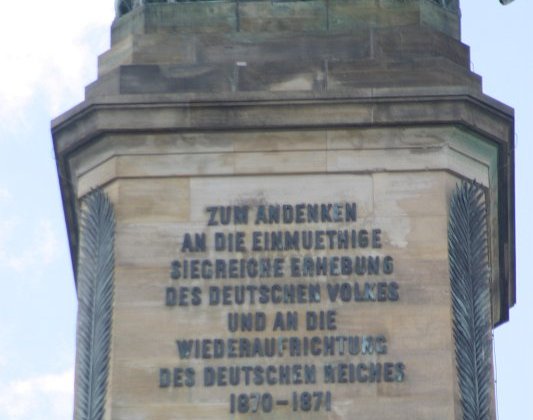 ZUM ANDENKEN
AN DIE EINMUETHIGE
SIEGREICHE ERHEBUNG
DES DEUTSCHEN VOLKES
UND AN DIE
WIEDERAUFRICHTUNG
DES DEUTSCHEN REICHES
1870-1871